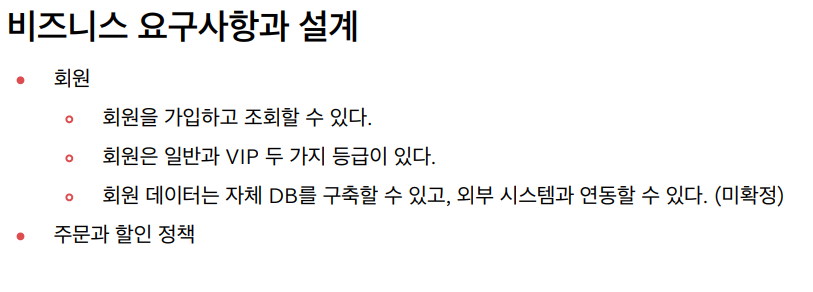 비즈니스 요구사항과 설계
회원
회원을 가입하고 조회할 수 있다.
회원은 일반과 VIP 두 가지 등급이 있다.
회원 데이터는 자체 DB를 구축할 수 있고, 외부 시스템과 연동할 수 있다. (미확정)
주문과 할인 정책